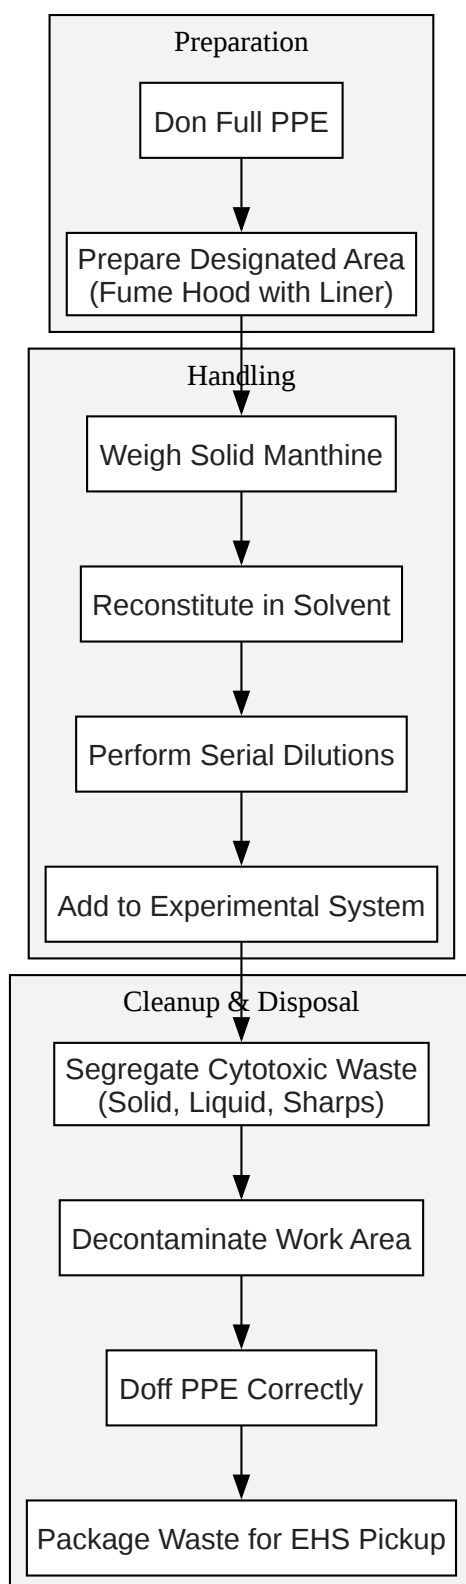 Preparation
Don Full PPE
Prepare Designated Area
(Fume Hood with Liner)
Handling
Weigh Solid Manthine
Reconstitute in Solvent
Perform Serial Dilutions
Add to Experimental System
Cleanup & Disposal
Segregate Cytotoxic Waste
(Solid, Liquid, Sharps)
Decontaminate Work Area
Doff PPE Correctly
Package Waste for EHS Pickup